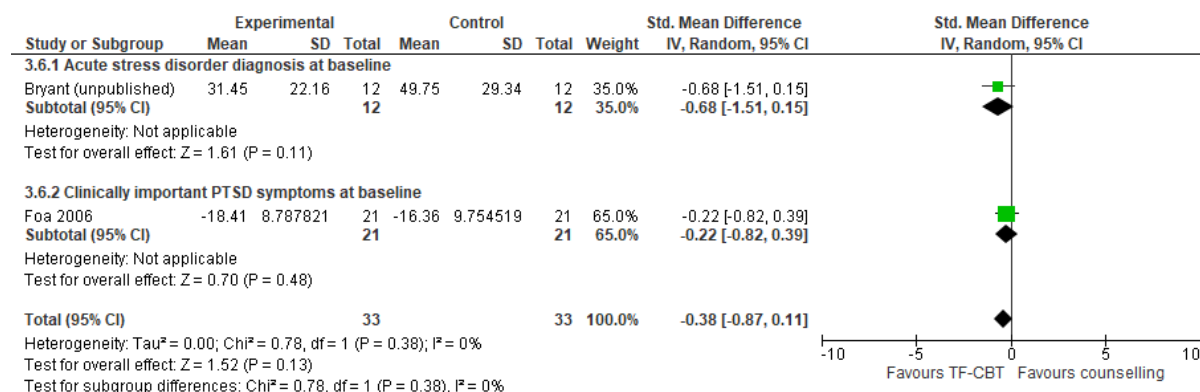 Experimental Control Std. Mean Difference Std. Mean Difference
Study or Subgroup Mean SD Total Mean SD Total Weight IV, Random, 95% CI IV, Random, 95% CI
3.6.1 Acute stress disorder diagnosis at baseline
Bryant (unpublished) 31.45 22.16 12 49.75 29.34 12 35.0% -0.68 [-1.51, 0.15]
Subtotal (95% CI) 12 12 35.0% -0.68 [-1.51, 0.15]
Heterogeneity: Not applicable
Test for overall effect: Z = 1.61 (P = 0.11)
3.6.2 Clinically important PTSD symptoms at baseline
Foa 2006 -18.41 8.787821 21 -16.36 9.754519 21 65.0% -0.22 [-0.82, 0.39]
Subtotal (95% CI) 21 21 65.0% -0.22 [-0.82, 0.39]
Heterogeneity: Not applicable
Test for overall effect: Z = 0.70 (P = 0.48)
Total (95% CI) 33 33 100.0% -0.38 [-0.87, 0.11]
Heterogeneity: Tau² = 0.00; Chi² = 0.78, df = 1 (P = 0.38); I² = 0%
Test for overall effect: Z = 1.52 (P = 0.13)
Test for subgroup differences: Chi² = 0.78, df = 1 (P = 0.38), I² = 0%
-10 -5 0 5 10
Favours TF-CBT Favours counselling